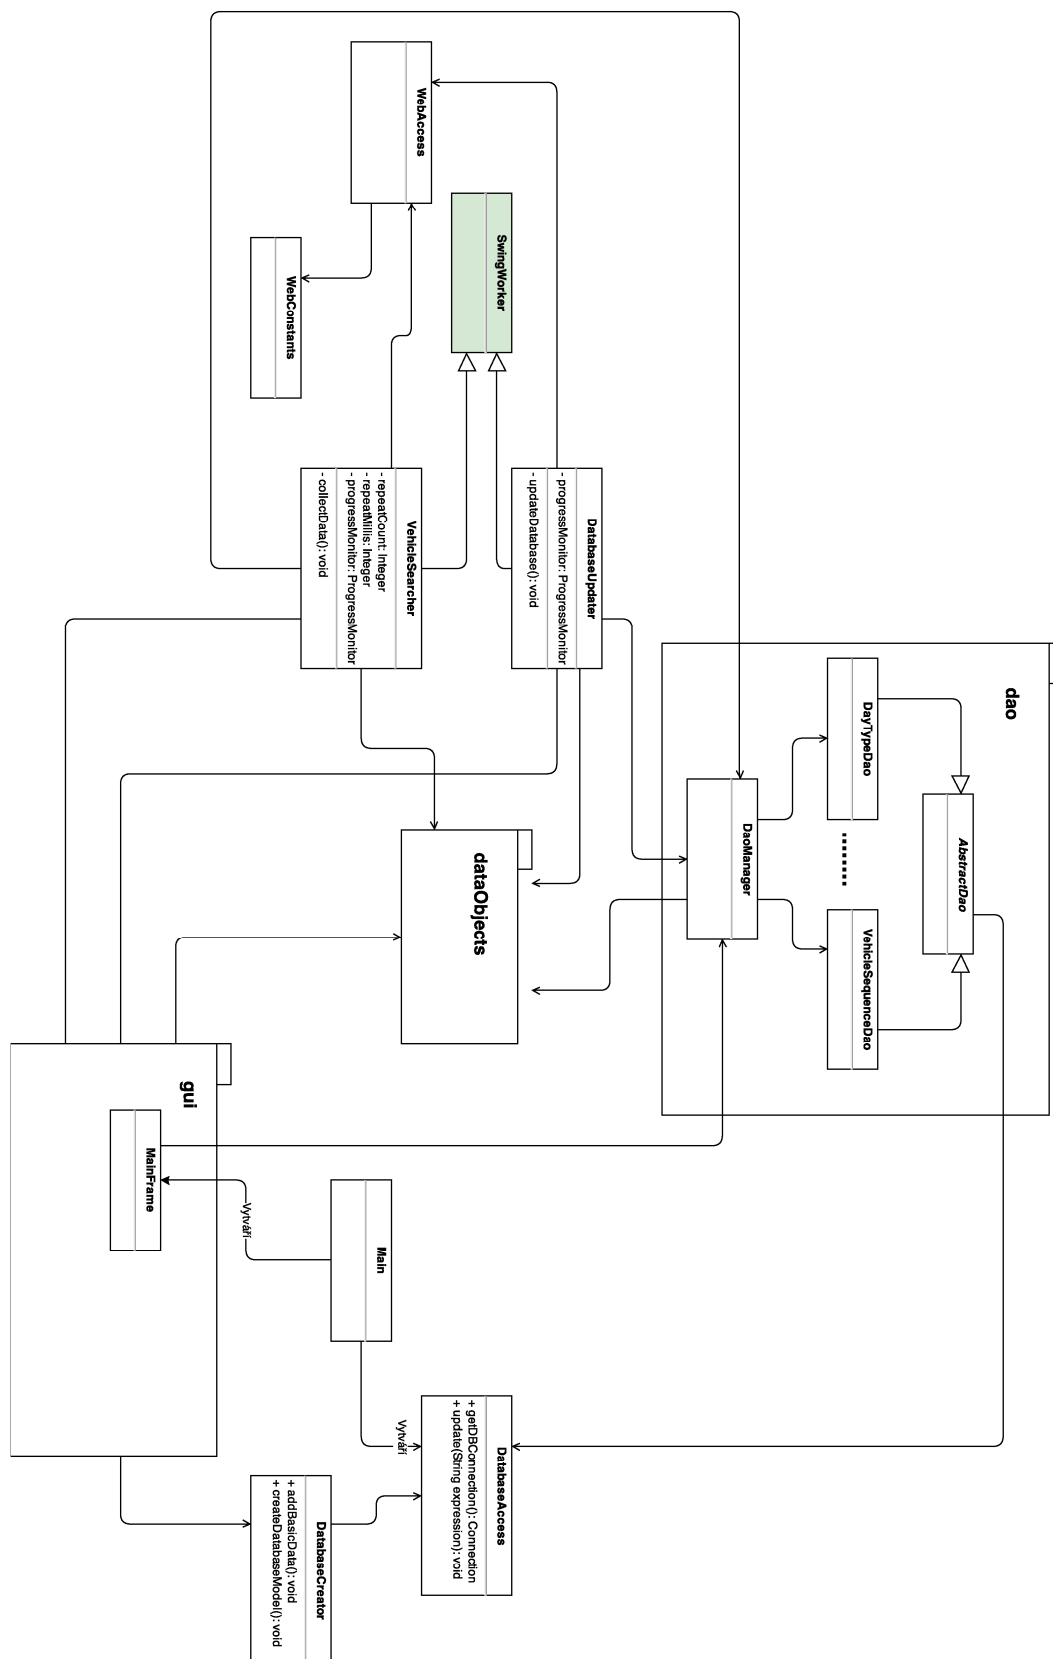 WebAccess
WebConstants
SwingWorker
VehicleSearcher
- repeatCount: Integer
- repeatMillis: Integer
- progressMonitor: ProgressMonitor
- collectData(): void
DatabaseUpdater
- progressMonitor: ProgressMonitor
- updateDatabase(): void
dao
DayTypeDao
AbstractDao
DaoManager
VehicleSequenceDao
dataObjects
gui
MainFrame
Vytváří
Main
Vytváří
DatabaseAccess
+ getDBConnection(): Connection
+ update(String expression): void
DatabaseCreator
+ addBasicData(): void
+ createDatabaseModel(): void